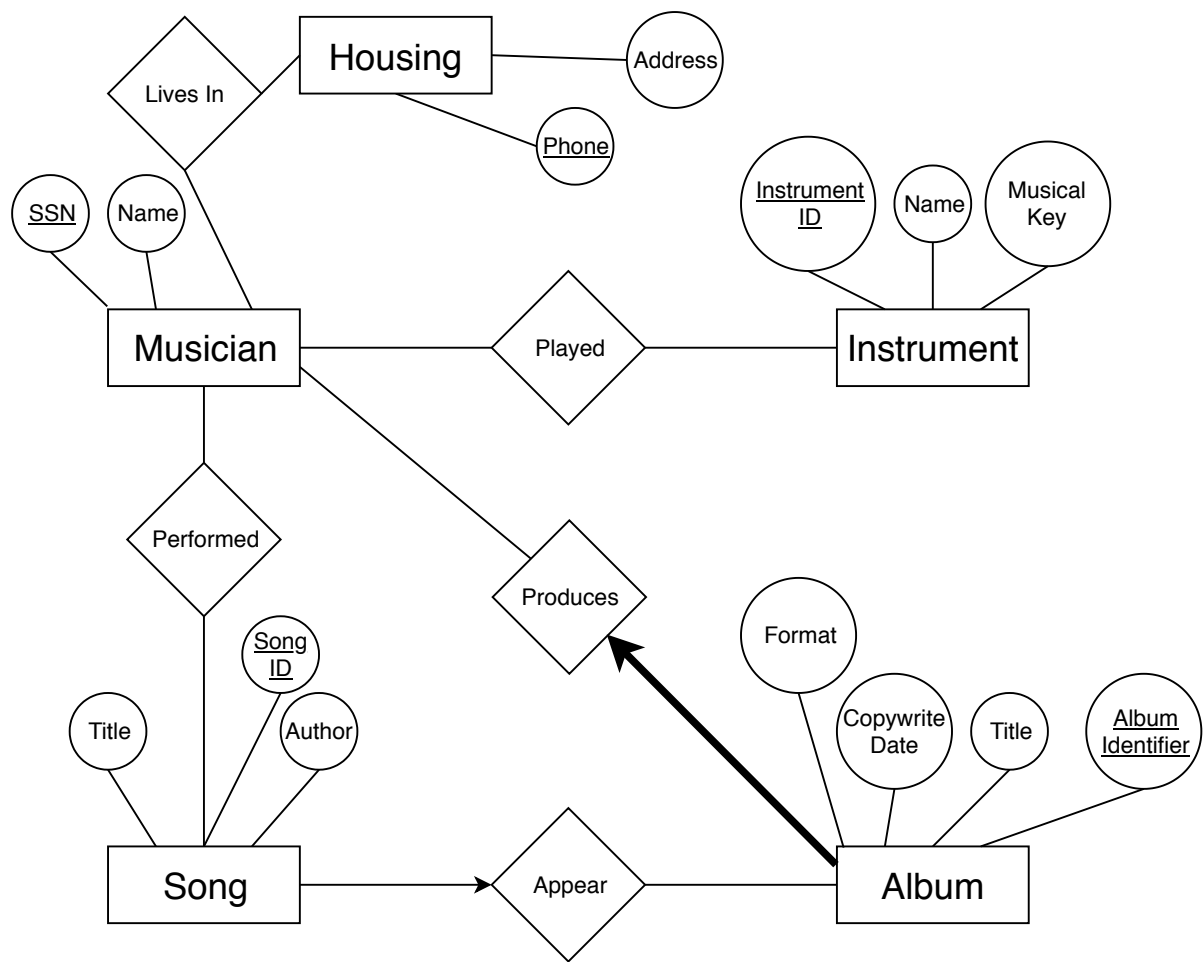 Housing
Address
Lives In
Phone
SSN
Name
Instrument
ID
Name
Musical
Key
Musician
Played
Instrument
Performed
Produces
Song
ID
Format
Title
Author
Copywrite
Date
Title
Album
Identifier
Song
Appear
Album